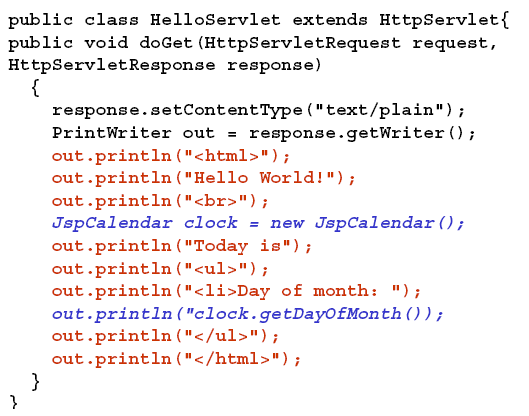 public class HelloServlet extends HttpServlet{
public void doGet(HttpServletRequest request,
HttpServletResponse response)
{
response.setContentType("text/plain");
PrintWriter out = response.getWriter();
out.println("<html>");
out.println("Hello World!");
out.println("<br>");
JspCalendar clock = new JspCalendar();
out.println("Today is");
out.println("<ul>");
out.println("<li>Day of month: ");
out.println("clock.getDayOfMonth());
out.println("</ul>");
out.println("</html>");
}
}